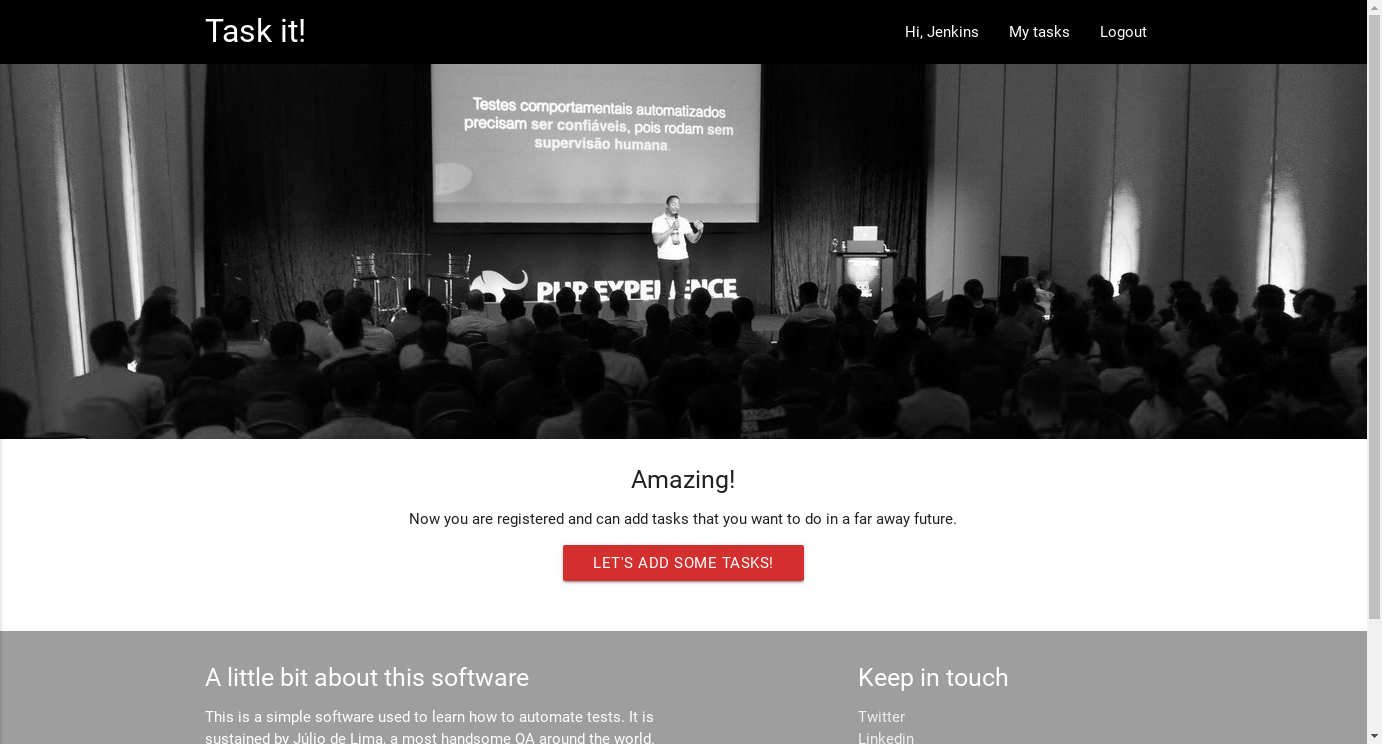 Task it!
Hi, Jenkins
My tasks
Logout
Testes comportamentais automatizados
precisam ser confiáveis, pois rodam sem
supervisão humana.
PHP EXPERIENCE
Amazing!
Now you are registered and can add tasks that you want to do in a far away future.
LET'S ADD SOME TASKS!
A little bit about this software
This is a simple software used to learn how to automate tests. It is
sustained by Júlio de Lima, a most handsome QA around the world.
Keep in touch
Twitter
Linkedin